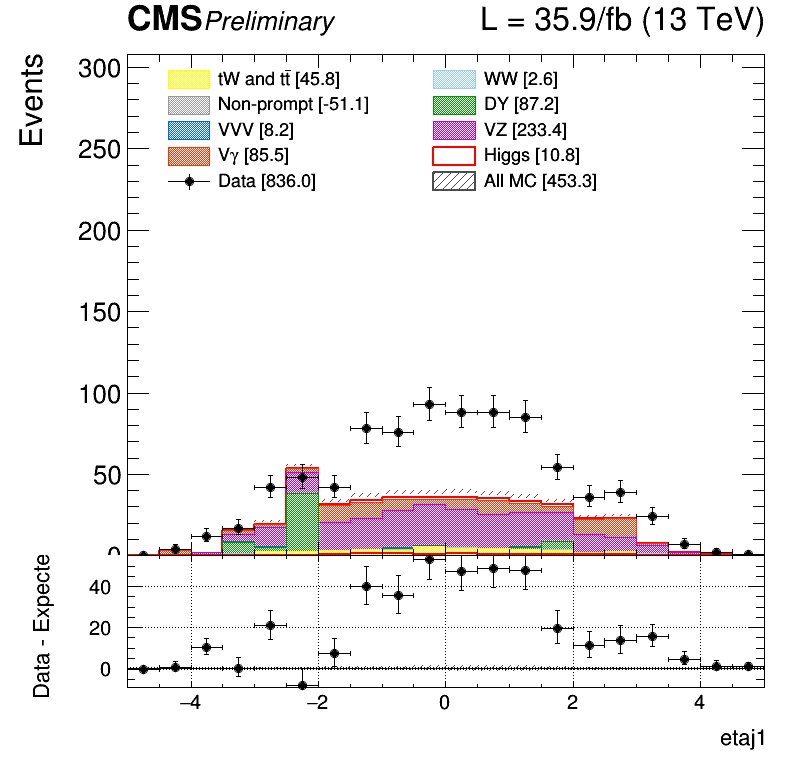 CMS Preliminary L = 35.9/fb (13 TeV)
Events
300
250
200
150
100
50
0
tW and tt̄ [45.8]
Non-prompt [-51.1]
VVV [8.2]
Vγ [85.5]
Data [836.0]
WW [2.6]
DY [87.2]
VZ [233.4]
Higgs [10.8]
All MC [453.3]
Data - Expecte
40
20
0
−4 −2 0 2 4
etaj1